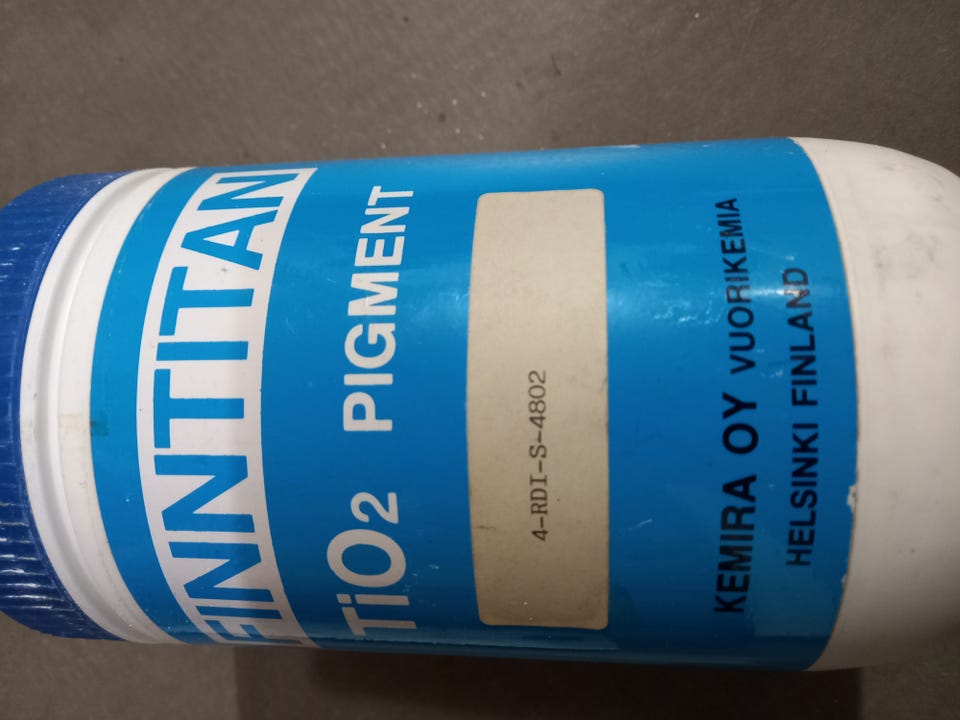 FINNTITAN
TiO2 PIGMENT
4-RDI-S-4802
KEMIRA OY VUORIKEMIA
HELSINKI FINLAND